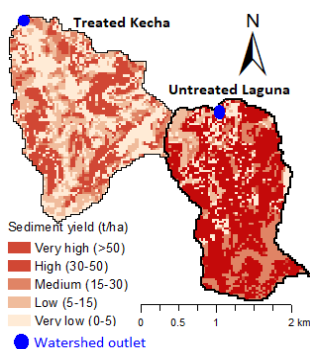 Treated Kecha
N
Untreated Laguna
Sediment yield (t/ha)
Very high (>50)
High (30-50)
Medium (15-30)
Low (5-15)
Very low (0-5)
Watershed outlet
0 0.5 1 2 km